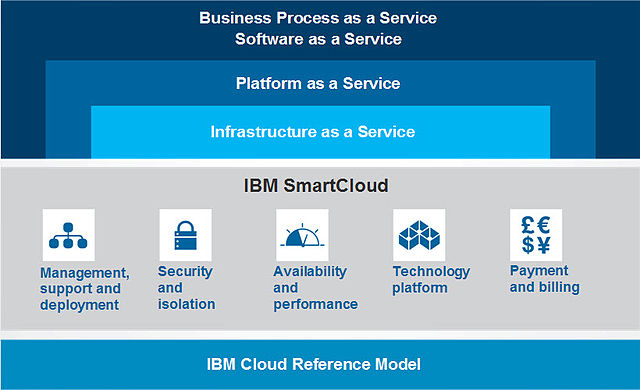 Business Process as a Service
Software as a Service
Platform as a Service
Infrastructure as a Service
IBM SmartCloud
£ €
$ ¥
Management,
support and
deployment
Security
and
isolation
Availability
and
performance
Technology
platform
Payment
and billing
IBM Cloud Reference Model